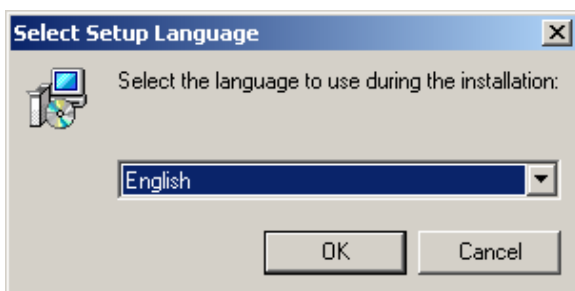 Select Setup Language
Select the language to use during the installation:
English
OK
Cancel